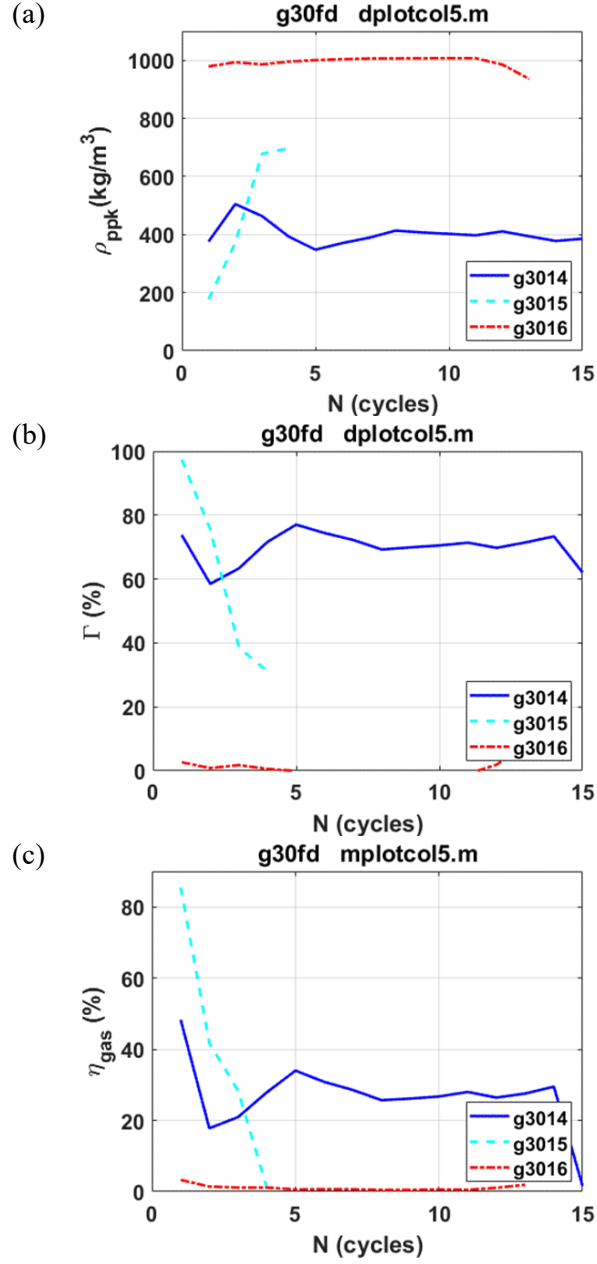 (a)
g30fd dplotcol5.m
ρppk(kg/m³)
1000
800
600
400
200
0
g3014
g3015
g3016
0 5 10 15
N (cycles)
(b)
g30fd dplotcol5.m
Γ (%)
100
80
60
40
20
0
g3014
g3015
g3016
0 5 10 15
N (cycles)
(c)
g30fd mplotcol5.m
ηgas (%)
80
60
40
20
0
g3014
g3015
g3016
0 5 10 15
N (cycles)